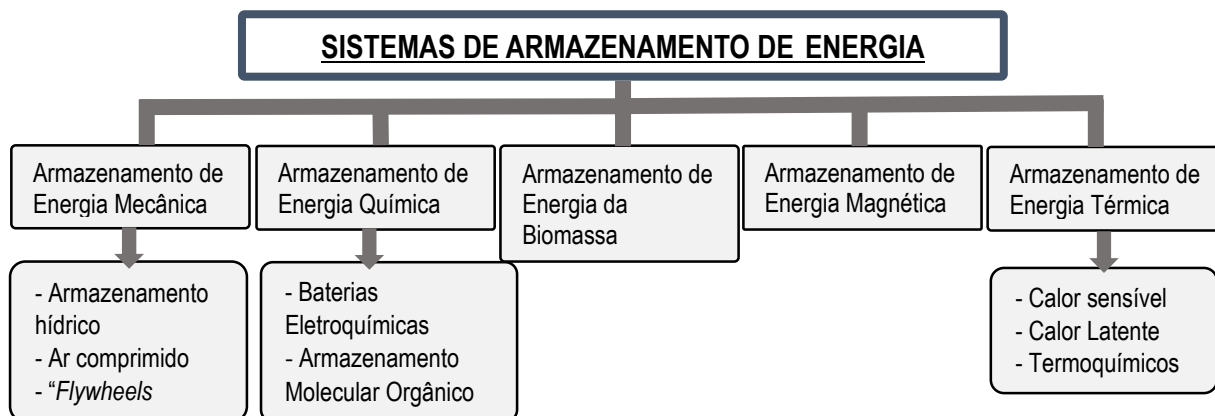 SISTEMAS DE ARMAZENAMENTO DE ENERGIA
Armazenamento de
Energia Mecânica
Armazenamento de
Energia Química
Armazenamento de
Energia da
Biomassa
Armazenamento de
Energia Magnética
Armazenamento de
Energia Térmica
- Armazenamento
hídrico
- Ar comprimido
- “Flywheels
- Baterias
Eletroquímicas
- Armazenamento
Molecular Orgânico
- Calor sensível
- Calor Latente
- Termoquímicos